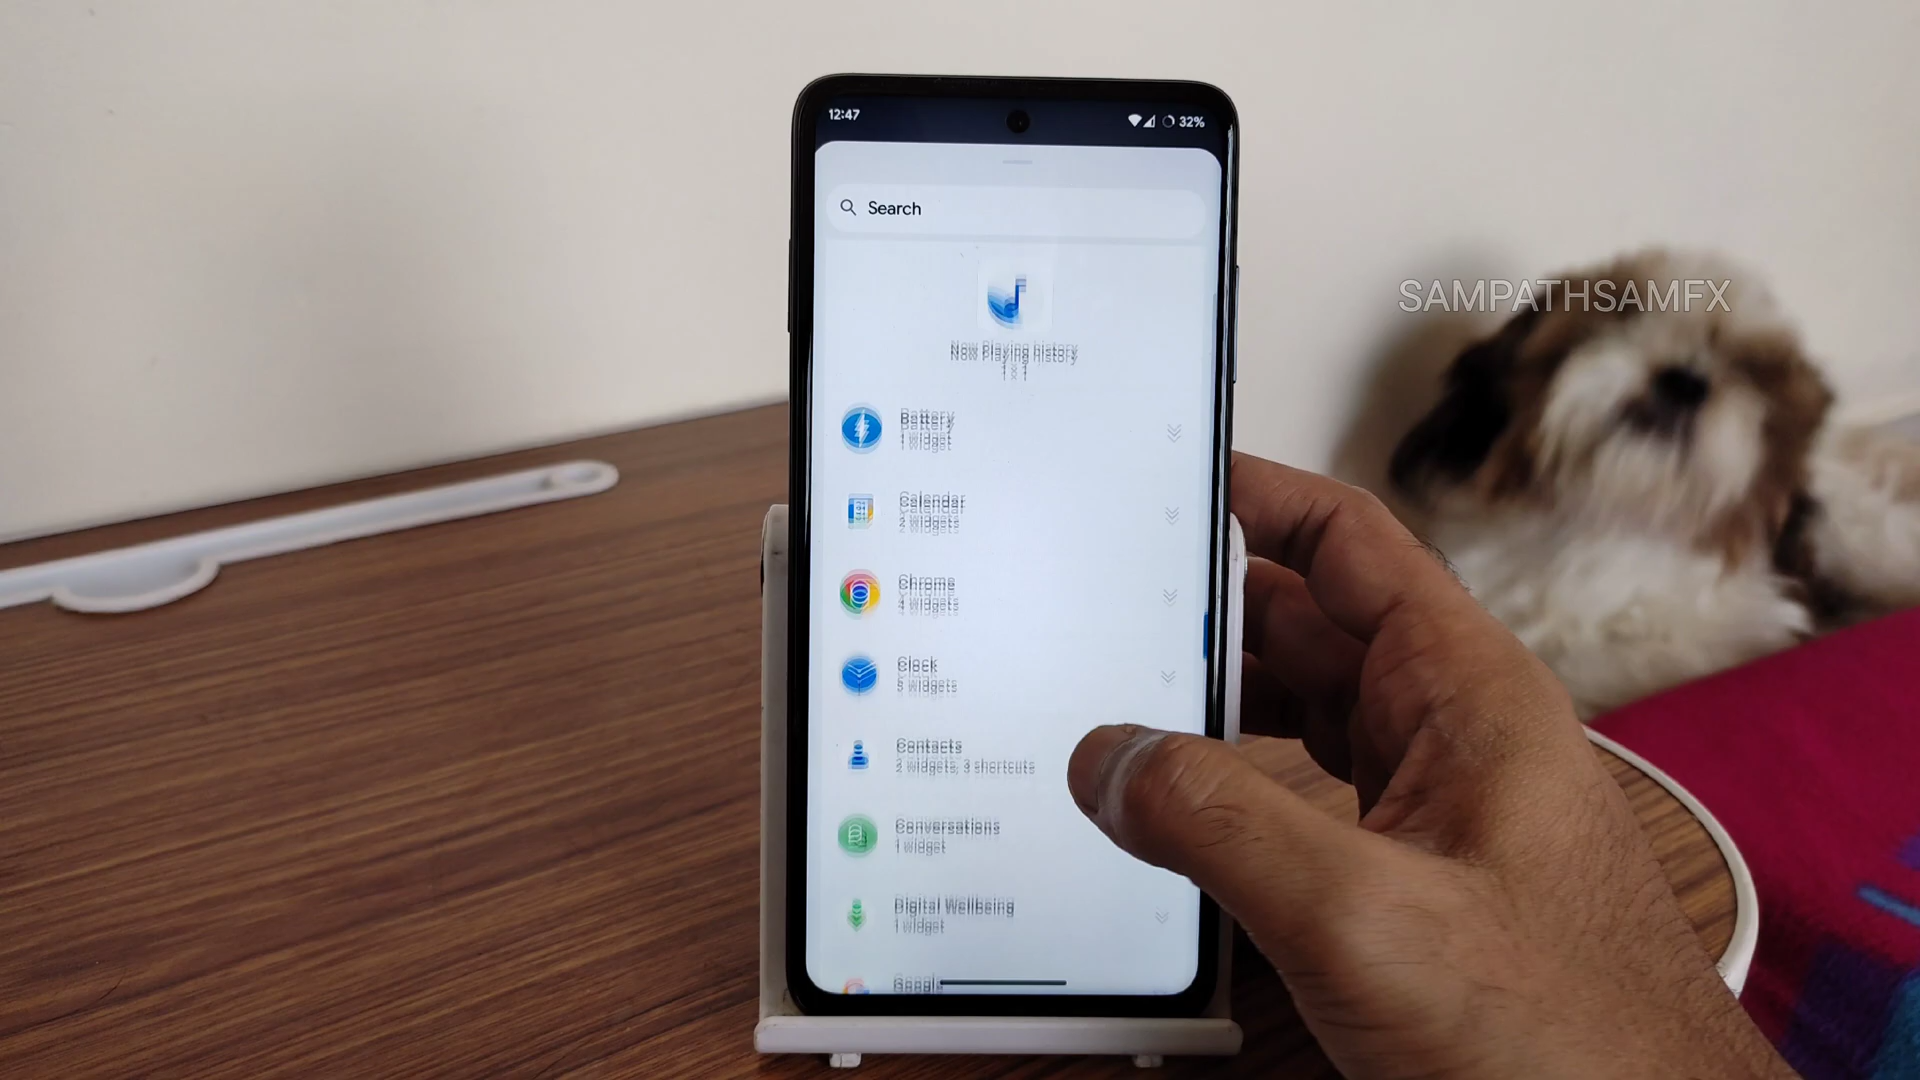 12:47
32%
Search
SAMPATHSAMFX
Now Playing history
1 x 1
Battery
1 widget
Calendar
2 widgets
Chrome
4 widgets
Clock
5 widgets
Contacts
2 widgets, 3 shortcuts
Conversations
1 widget
Digital Wellbeing
1 widget
Google